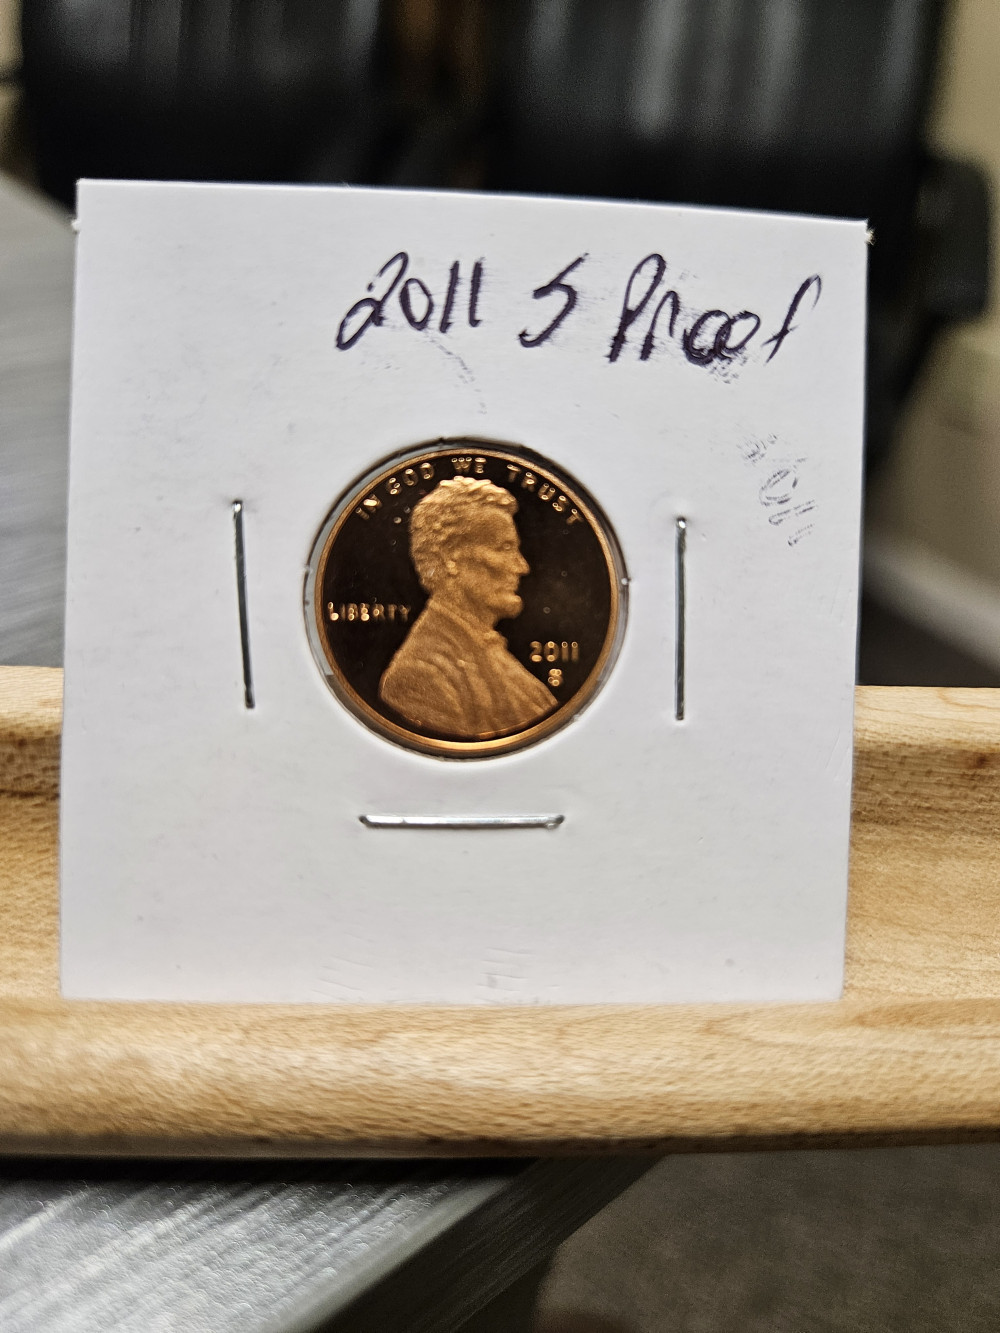 2011 S Proof
IN GOD WE TRUST
LIBERTY
2011
S